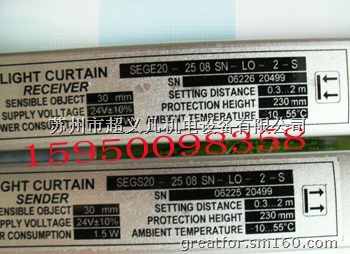 LIGHT CURTAIN SEGE20 - 25 08 SN - LO - 2 - S
RECEIVER SN 06226 20499
SENSIBLE OBJECT 30 mm SETTING DISTANCE 0.3...2 m
SUPPLY VOLTAGE 24V±10% PROTECTION HEIGHT 230 mm
POWER CONSUMPTION AMBIENT TEMPERATURE -10...55°C
苏州市超义凡机电设备有限公司
15950098358
LIGHT CURTAIN SEGS20 - 25 08 SN - LO - 2 - S
SENDER SN 06225 20499
SENSIBLE OBJECT 30 mm SETTING DISTANCE 0.3...2 m
SUPPLY VOLTAGE 24V±10% PROTECTION HEIGHT 230 mm
POWER CONSUMPTION 1.5 W AMBIENT TEMPERATURE -10...55°C
greatfor.sm160.com